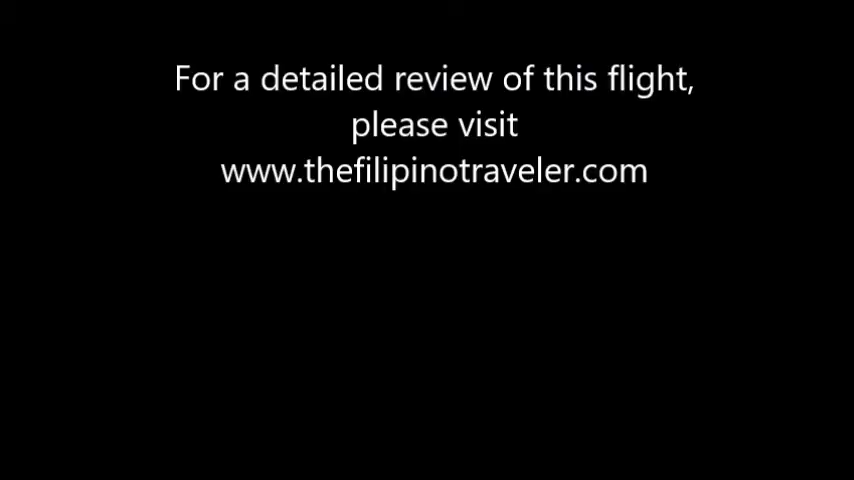 For a detailed review of this flight,
please visit
www.thefilipinotraveler.com